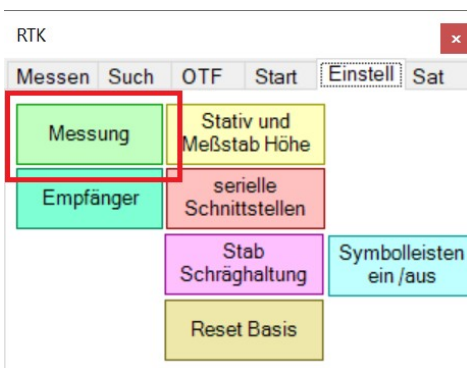 RTK
×
Messen Such OTF Start Einstell Sat
Messung
Stativ und
Meßstab Höhe
Empfänger
serielle
Schnittstellen
Stab
Schräghaltung
Symbolleisten
ein /aus
Reset Basis